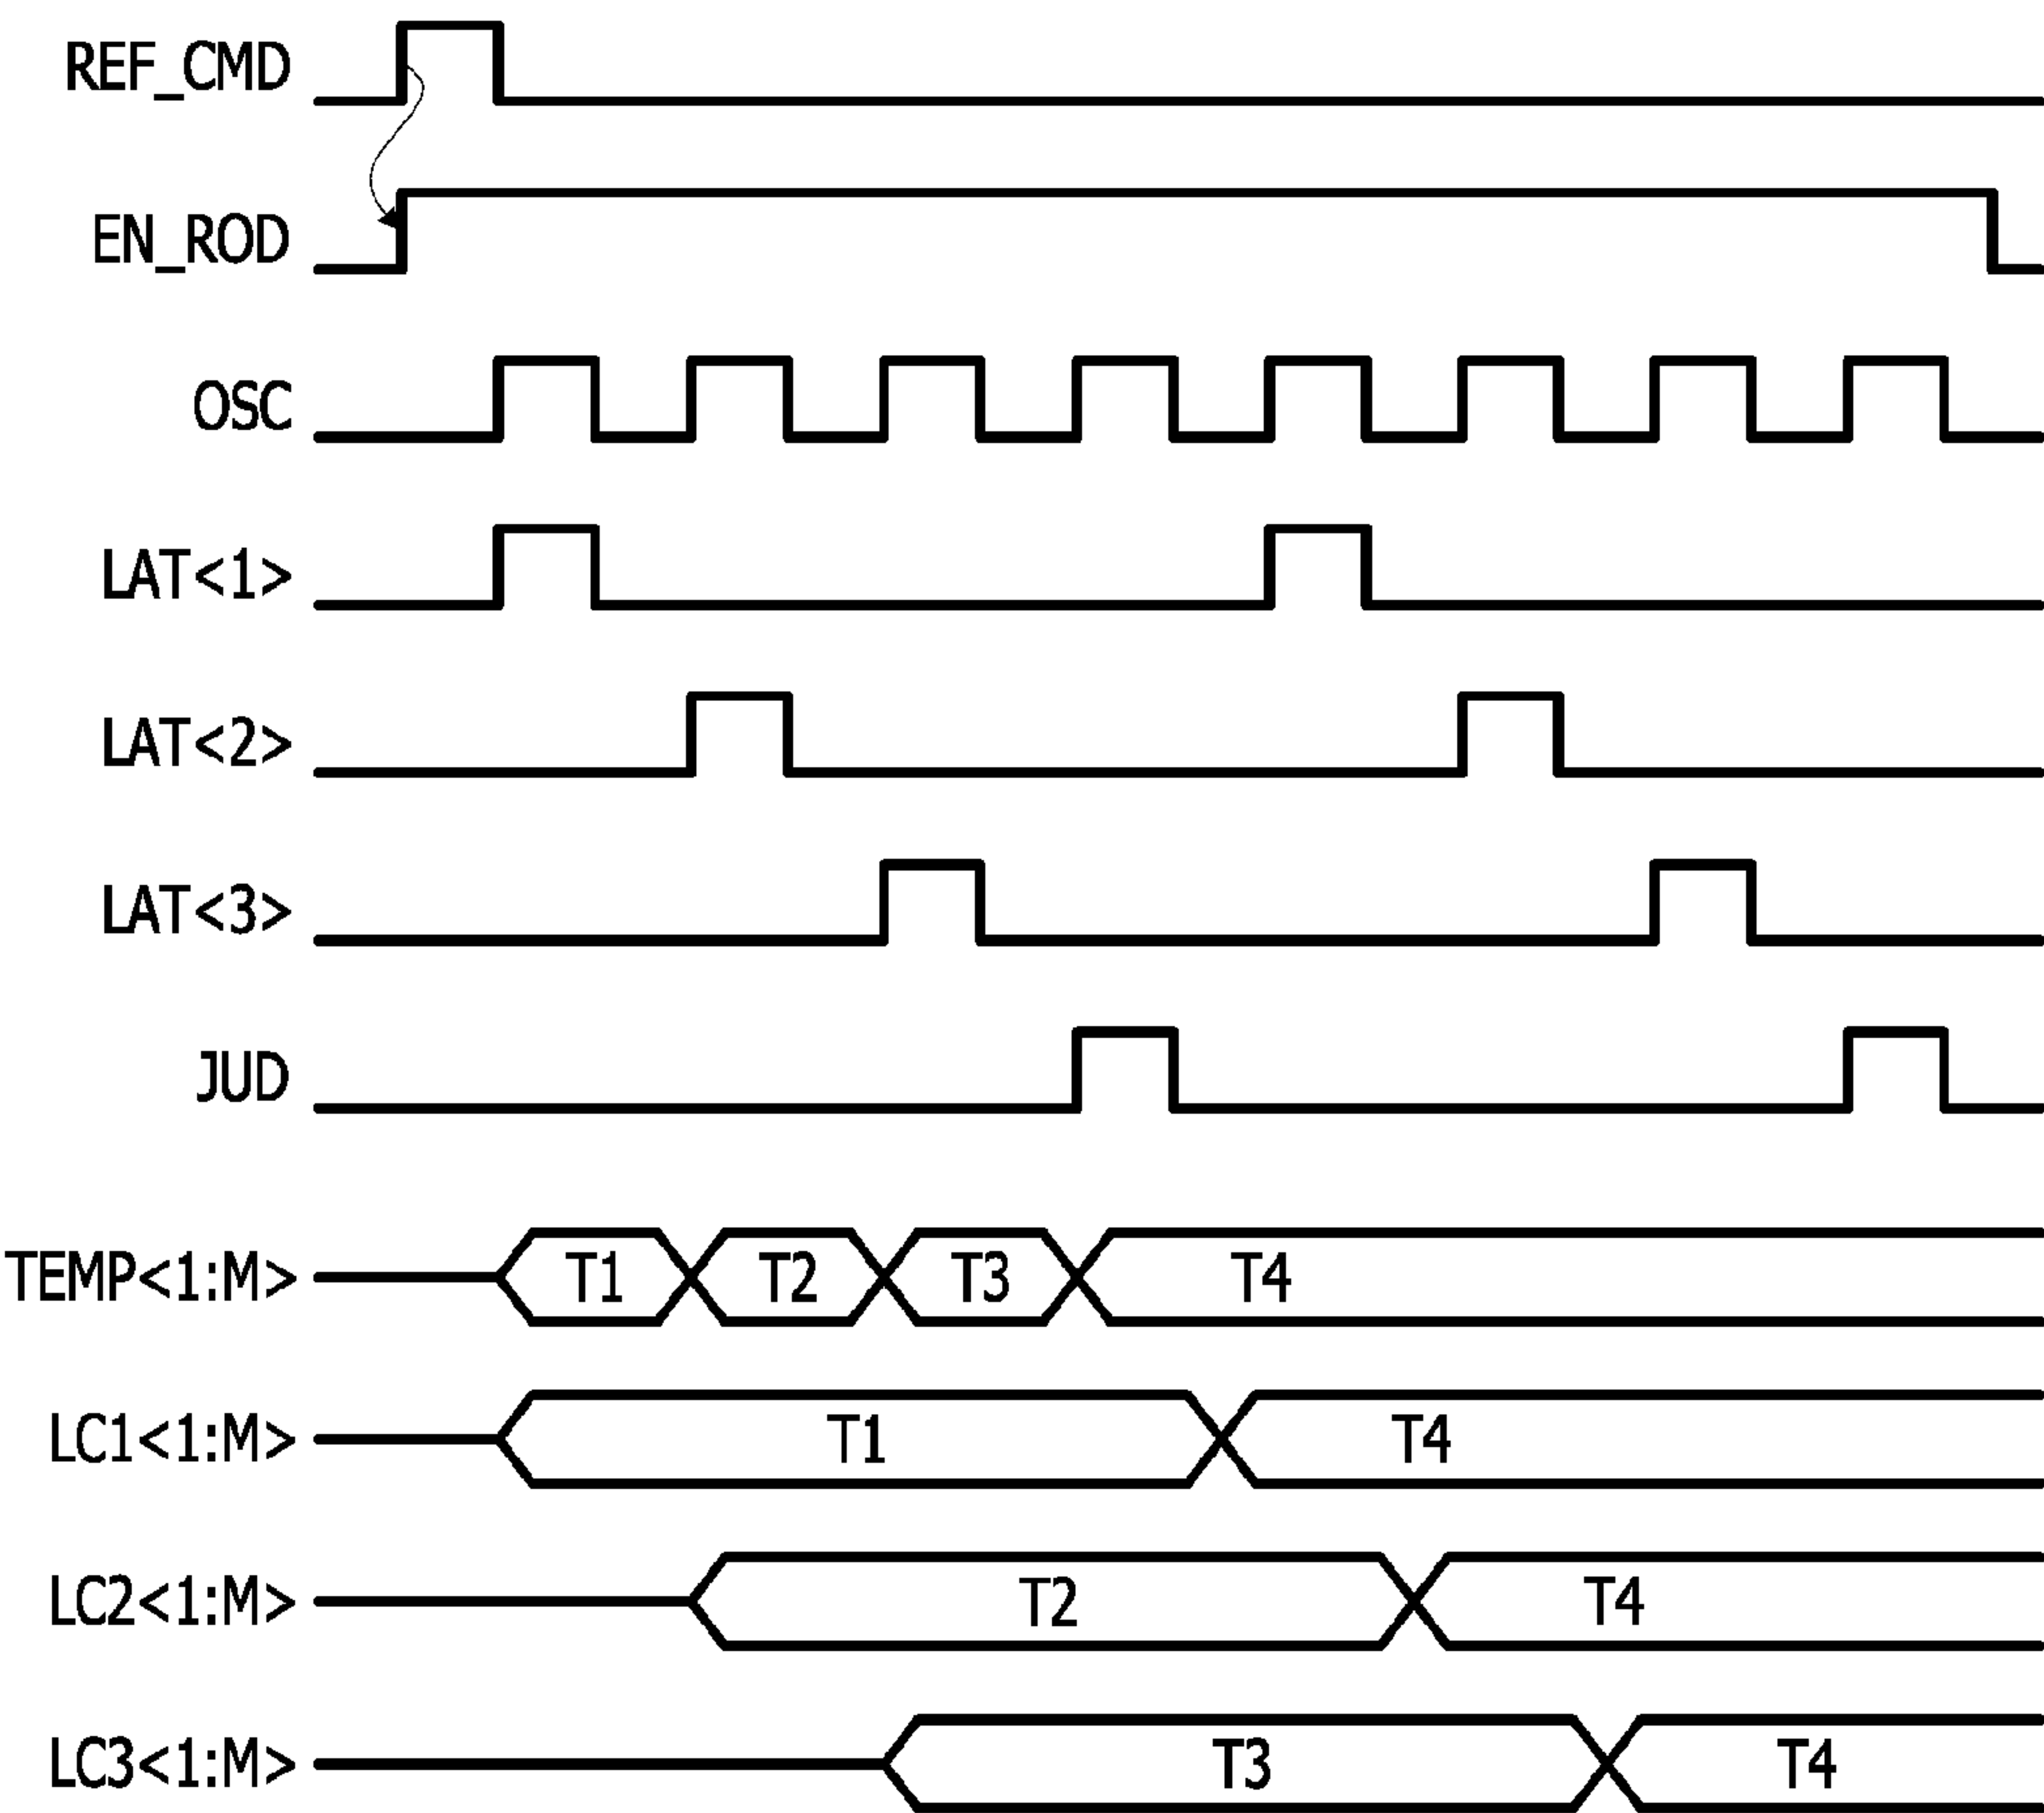 REF_CMD
EN_ROD
OSC
LAT<1>
LAT<2>
LAT<3>
JUD
TEMP<1:M> T1 T2 T3 T4
LC1<1:M> T1 T4
LC2<1:M> T2 T4
LC3<1:M> T3 T4